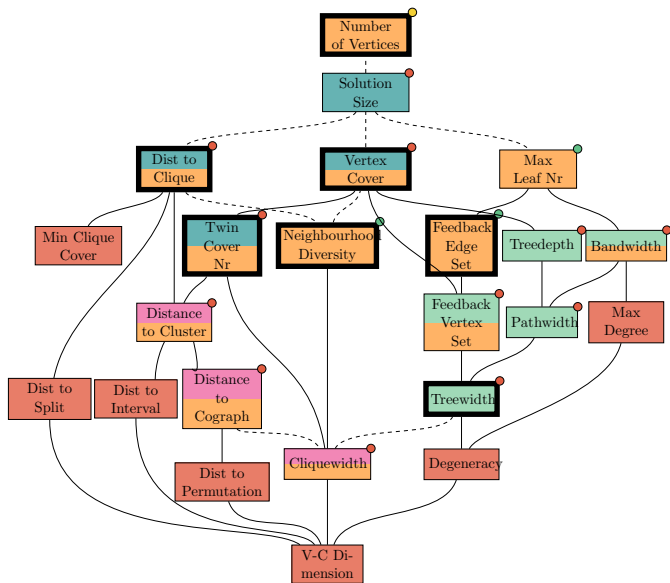 Number
of Vertices
Solution
Size
Dist to
Clique
Vertex
Cover
Max
Leaf Nr
Min Clique
Cover
Twin
Cover
Nr
Neighbourhood
Diversity
Feedback
Edge
Set
Treedepth
Bandwidth
Distance
to Cluster
Feedback
Vertex
Set
Pathwidth
Max
Degree
Dist to
Split
Dist to
Interval
Distance
to
Cograph
Treewidth
Dist to
Permutation
Cliquewidth
Degeneracy
V-C Di-
mension